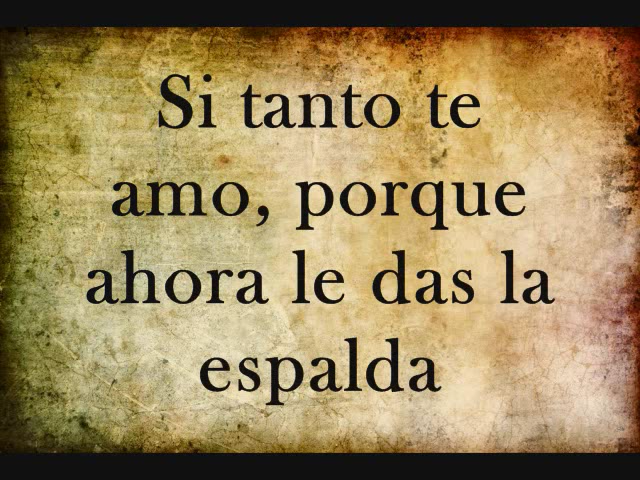 Si tanto te
amo, porque
ahora le das la
espalda